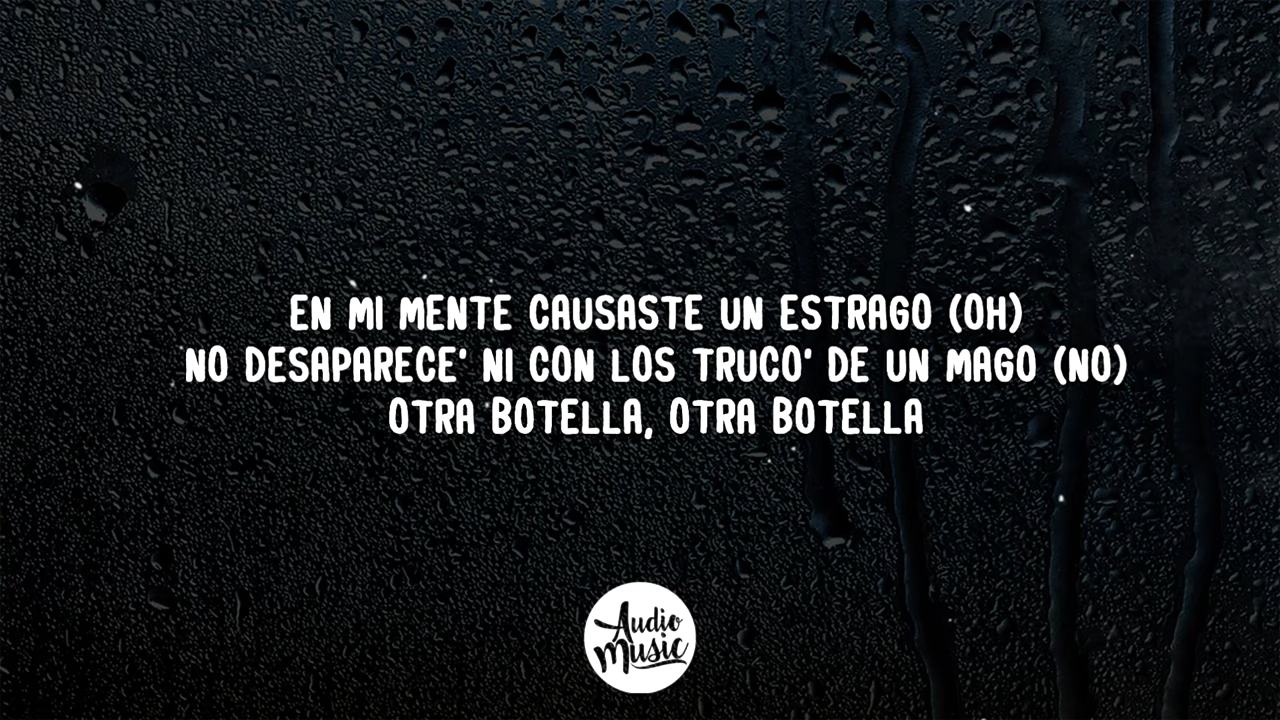 EN MI MENTE CAUSASTE UN ESTRAGO (OH)
NO DESAPARECE' NI CON LOS TRUCO' DE UN MAGO (NO)
OTRA BOTELLA, OTRA BOTELLA
Audio
Music